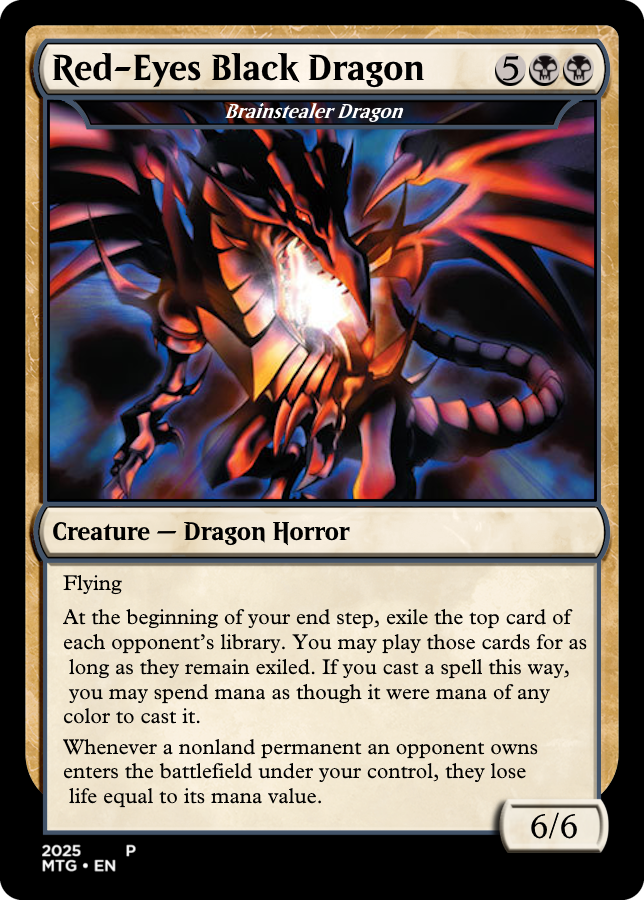 Red-Eyes Black Dragon 5
Brainstealer Dragon
Creature — Dragon Horror
Flying
At the beginning of your end step, exile the top card of
each opponent's library. You may play those cards for as
long as they remain exiled. If you cast a spell this way,
you may spend mana as though it were mana of any
color to cast it.
Whenever a nonland permanent an opponent owns
enters the battlefield under your control, they lose
life equal to its mana value.
6/6
2025 P
MTG • EN